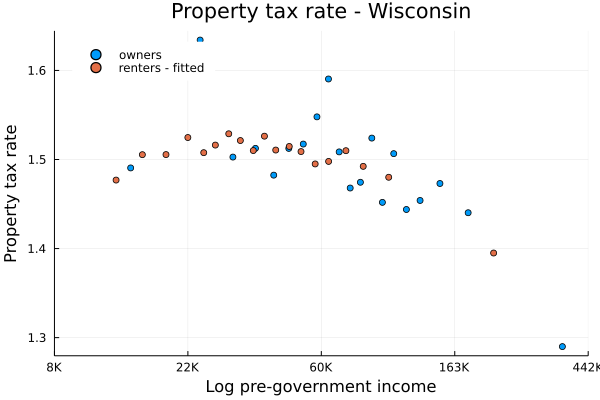 Property tax rate - Wisconsin
Property tax rate
1.6
1.5
1.4
1.3
owners
renters - fitted
8K
22K
60K
163K
442K
Log pre-government income